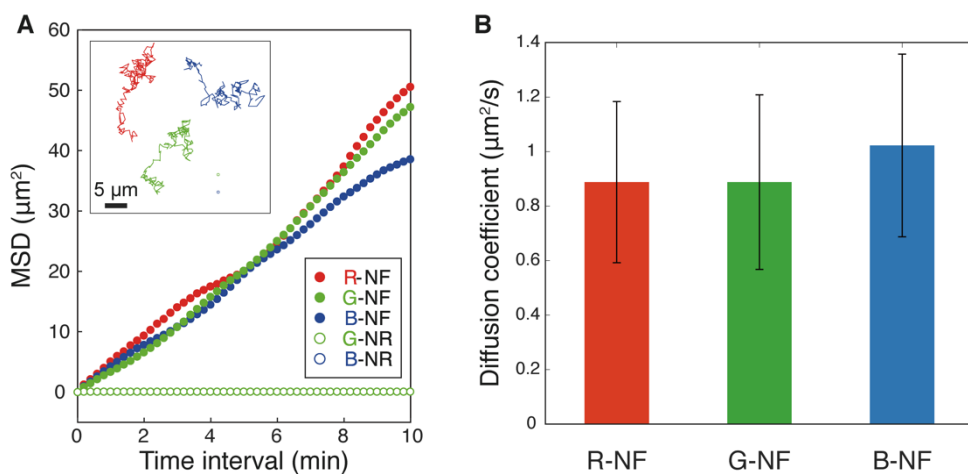 A
60
50
40
30
20
10
0
MSD (μm²)
5 μm
R-NF
G-NF
B-NF
G-NR
B-NR
0
2
4
6
8
10
Time interval (min)
B
1.4
1.2
1
0.8
0.6
0.4
0.2
0
Diffusion coefficient (μm²/s)
R-NF
G-NF
B-NF